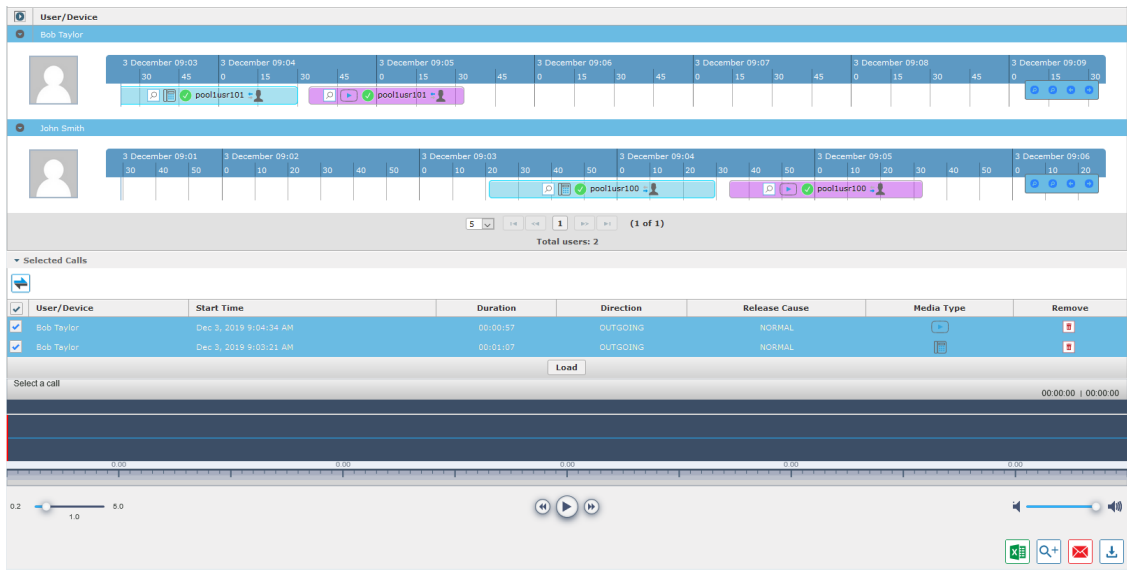 User/Device
Bob Taylor
3 December 09:03 3 December 09:04 3 December 09:05 3 December 09:06 3 December 09:07 3 December 09:08 3 December 09:09
30 45 0 15 30 45 0 15 30 45 0 15 30 45 0 15 30 45 0 15 30 45 0 15 30
pool1usr101 pool1usr101
John Smith
3 December 09:01 3 December 09:02 3 December 09:03 3 December 09:04 3 December 09:05 3 December 09:06
30 40 50 0 10 20 30 40 50 0 10 20 30 40 50 0 10 20 30 40 50 0 10 20 30 40 50 0 10 20
pool1usr100 pool1usr100
5 1 (1 of 1)
Total users: 2
Selected Calls
User/Device Start Time Duration Direction Release Cause Media Type Remove
Bob Taylor Dec 3, 2019 9:04:34 AM 00:00:57 OUTGOING NORMAL
Bob Taylor Dec 3, 2019 9:03:21 AM 00:01:07 OUTGOING NORMAL
Load
Select a call
00:00:00 | 00:00:00
0.00 0.00 0.00 0.00 0.00
0.2 5.0
1.0